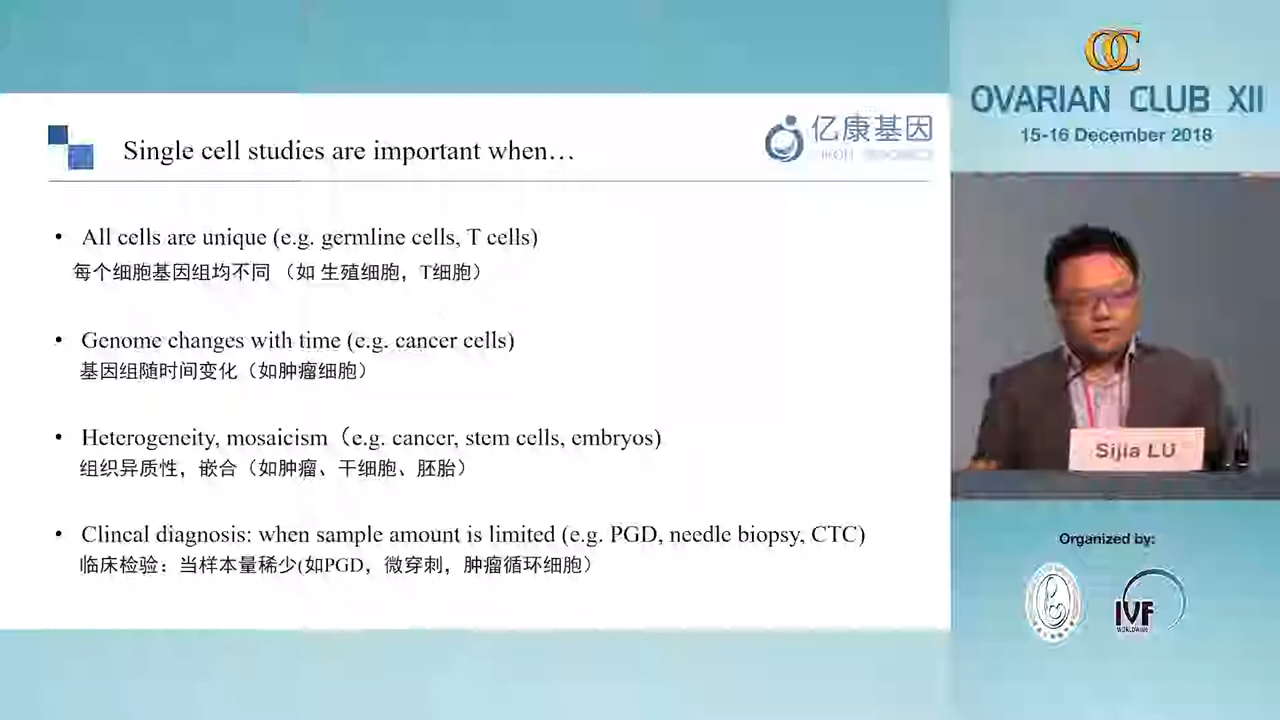 Single cell studies are important when…
亿康基因
• All cells are unique (e.g. germline cells, T cells)
每个细胞基因组均不同 （如 生殖细胞，T细胞）
• Genome changes with time (e.g. cancer cells)
基因组随时间变化（如肿瘤细胞）
• Heterogeneity, mosaicism（e.g. cancer, stem cells, embryos)
组织异质性，嵌合（如肿瘤、干细胞、胚胎）
• Clincal diagnosis: when sample amount is limited (e.g. PGD, needle biopsy, CTC)
临床检验：当样本量稀少(如PGD，微穿刺，肿瘤循环细胞）
OC
OVARIAN CLUB XII
15-16 December 2018
Sijia LU
Organized by:
IVF
WORLDWIDE